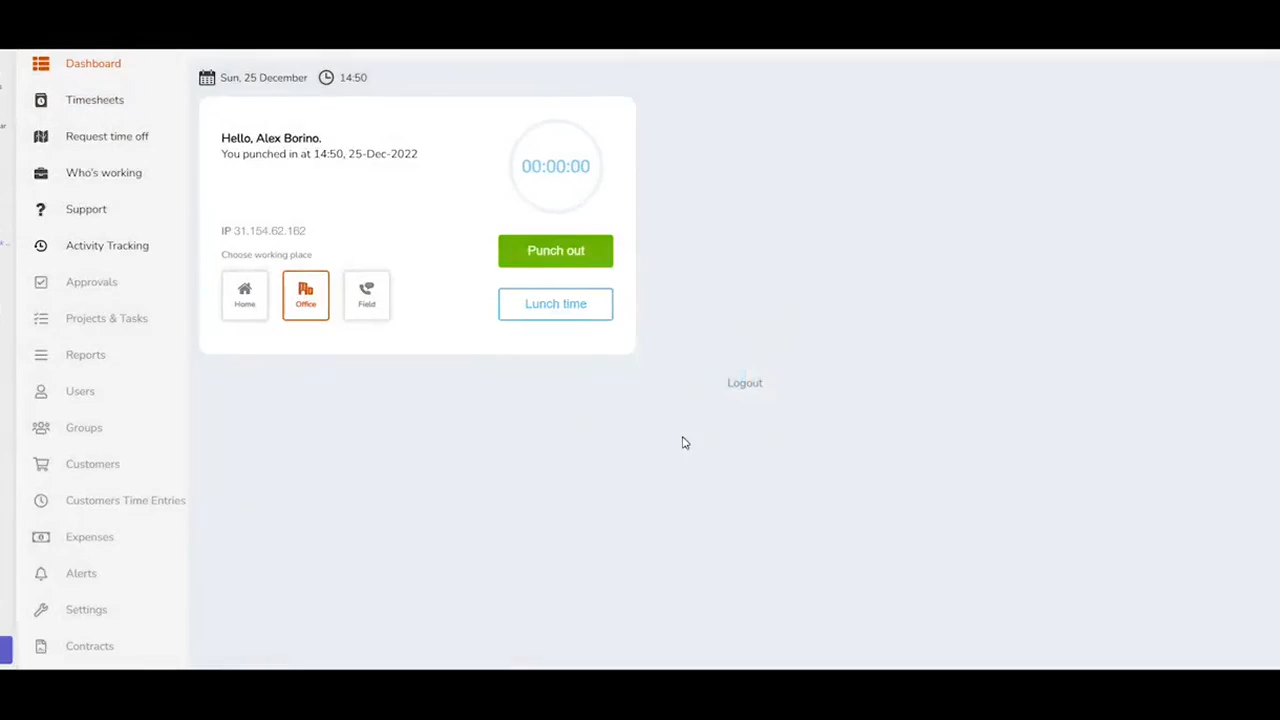 Dashboard
Timesheets
Request time off
Who's working
Support
Activity Tracking
Approvals
Projects & Tasks
Reports
Users
Groups
Customers
Customers Time Entries
Expenses
Alerts
Settings
Contracts
Sun, 25 December 14:50
Hello, Alex Borino.
You punched in at 14:50, 25-Dec-2022
00:00:00
IP 31.154.62.162
Choose working place
Home Office Field
Punch out
Lunch time
Logout